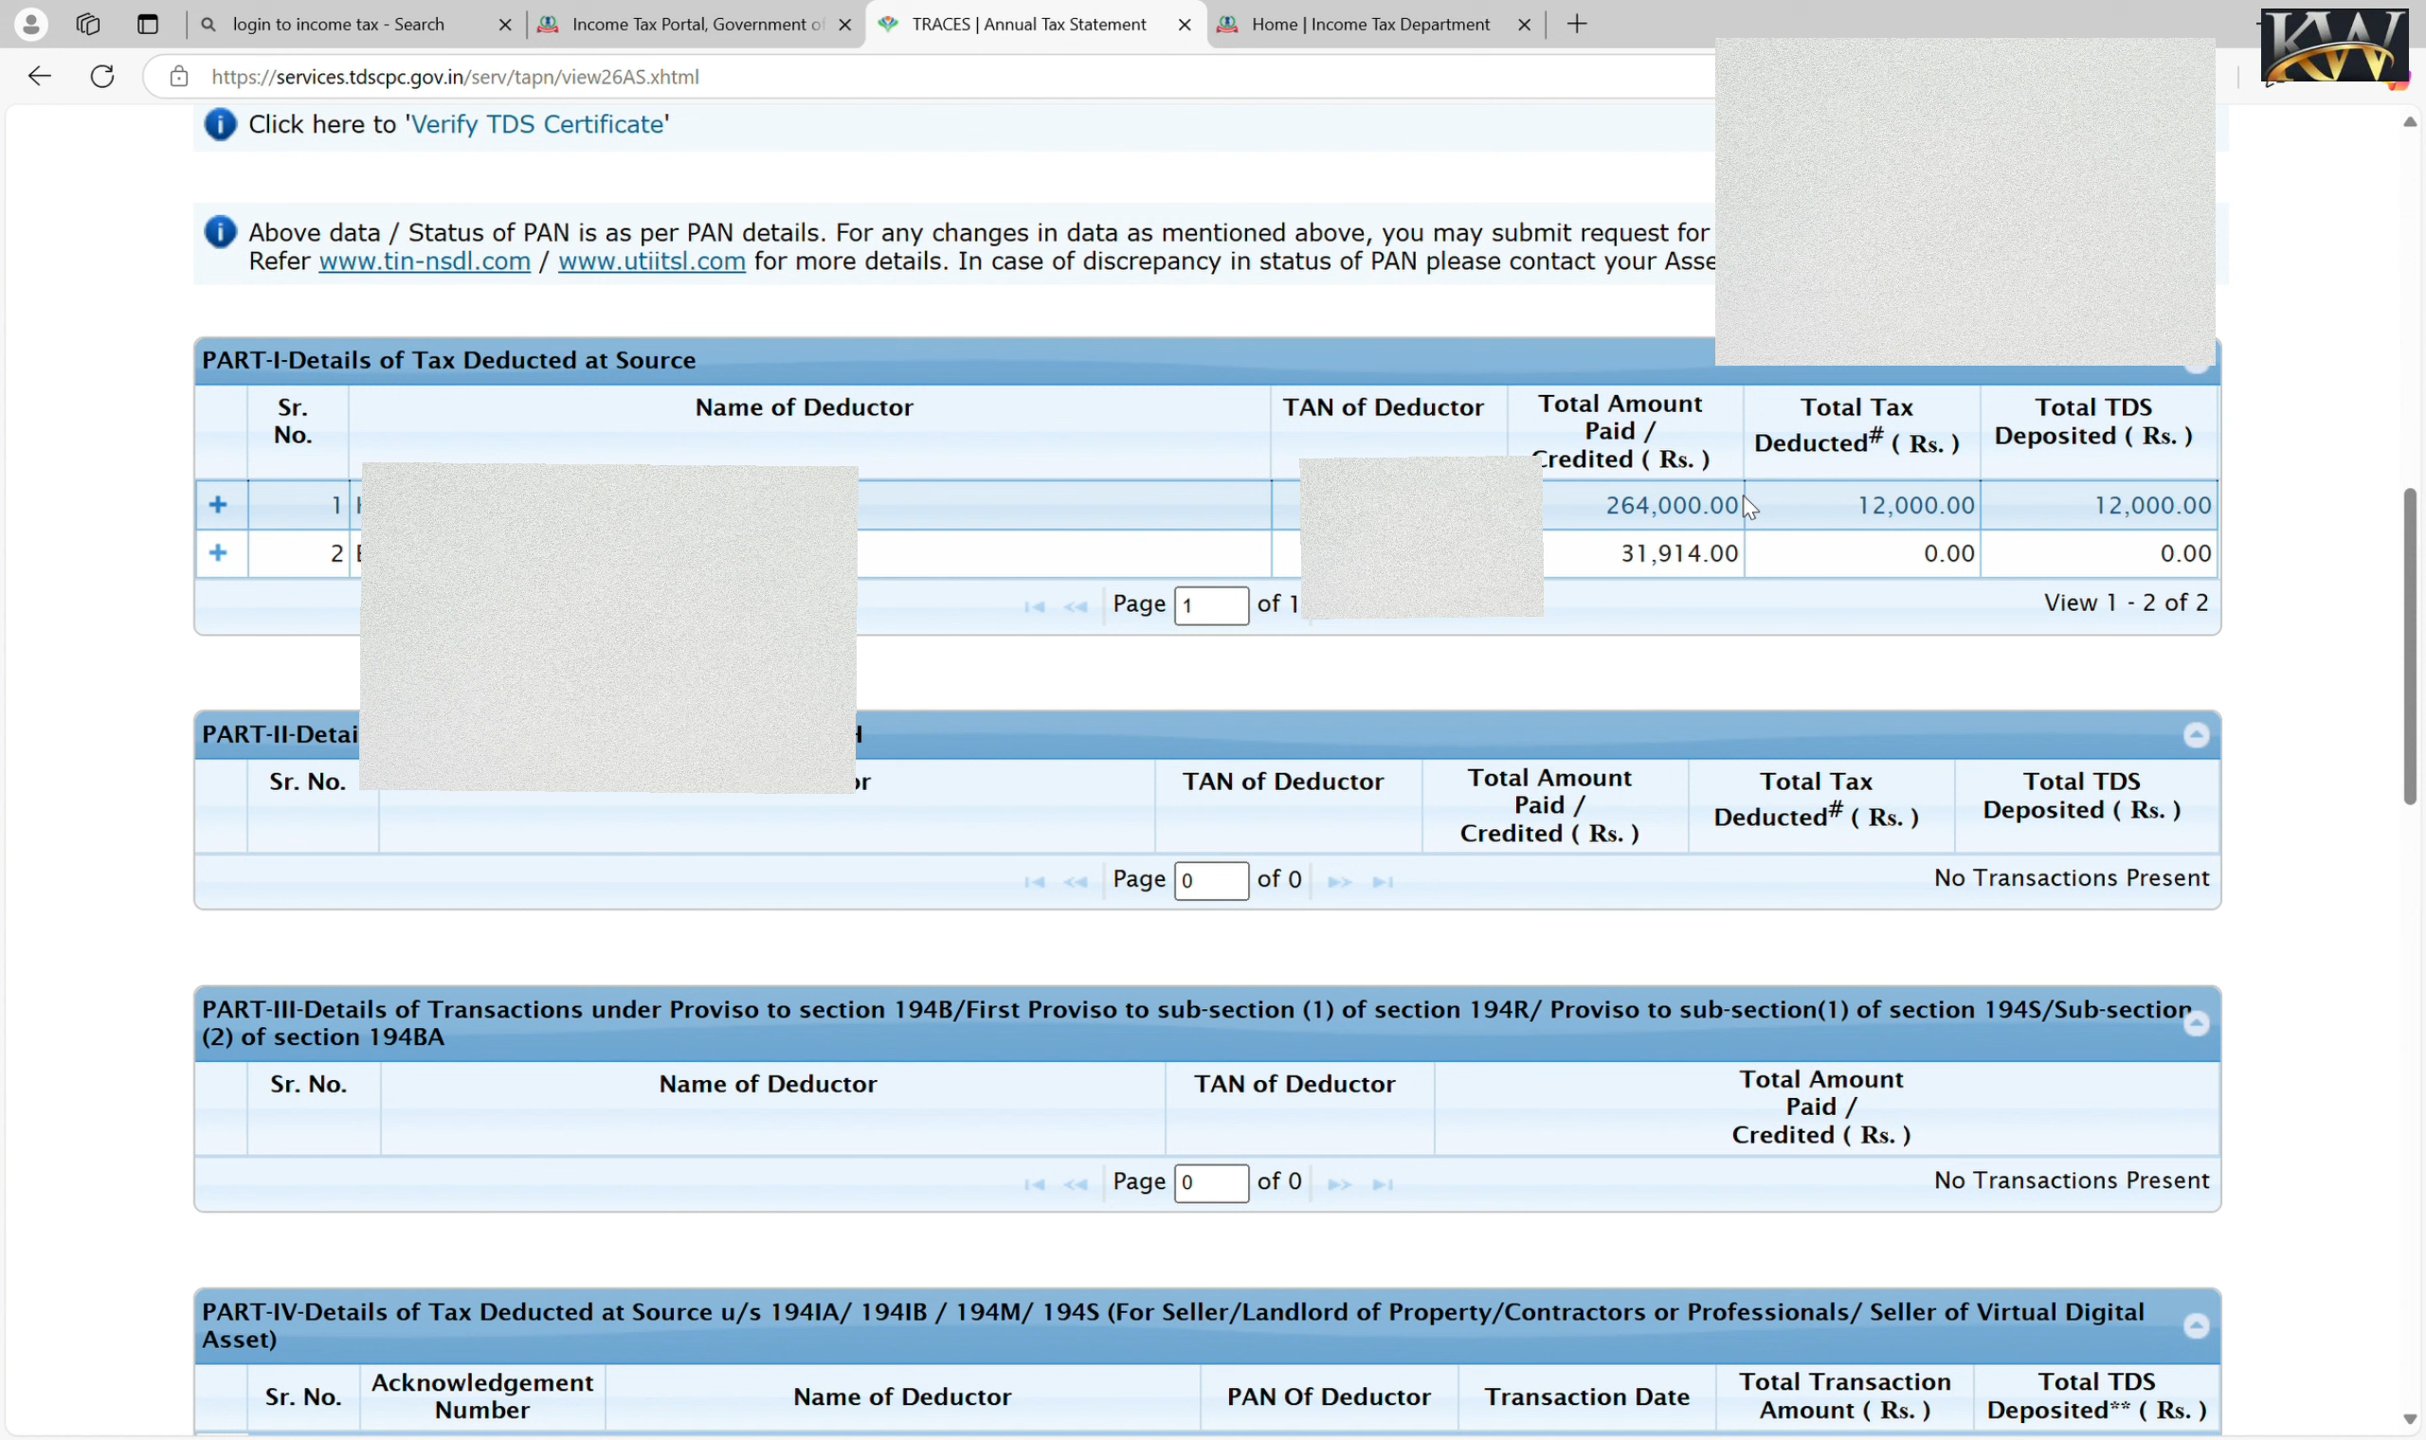 login to income tax - Search
Income Tax Portal, Government of
TRACES | Annual Tax Statement
Home | Income Tax Department
KW
https://services.tdscpc.gov.in/serv/tapn/view26AS.xhtml
Click here to 'Verify TDS Certificate'
Above data / Status of PAN is as per PAN details. For any changes in data as mentioned above, you may submit request for
Refer www.tin-nsdl.com / www.utiitsl.com for more details. In case of discrepancy in status of PAN please contact your
PART-I-Details of Tax Deducted at Source
Sr. No. Name of Deductor TAN of Deductor Total Amount Paid / Credited ( Rs. ) Total Tax Deducted# ( Rs. ) Total TDS Deposited ( Rs. )
+ 1 264,000.00 12,000.00 12,000.00
+ 2 31,914.00 0.00 0.00
Page 1 of 1 View 1 - 2 of 2
PART-II-
Sr. No. TAN of Deductor Total Amount Paid / Credited ( Rs. ) Total Tax Deducted# ( Rs. ) Total TDS Deposited ( Rs. )
Page 0 of 0 No Transactions Present
PART-III-Details of Transactions under Proviso to section 194B/First Proviso to sub-section (1) of section 194R/ Proviso to sub-section(1) of section 194S/Sub-section
(2) of section 194BA
Sr. No. Name of Deductor TAN of Deductor Total Amount Paid / Credited ( Rs. )
Page 0 of 0 No Transactions Present
PART-IV-Details of Tax Deducted at Source u/s 194IA/ 194IB / 194M/ 194S (For Seller/Landlord of Property/Contractors or Professionals/ Seller of Virtual Digital
Asset)
Sr. No. Acknowledgement Number Name of Deductor PAN Of Deductor Transaction Date Total Transaction Amount ( Rs. ) Total TDS Deposited** ( Rs. )